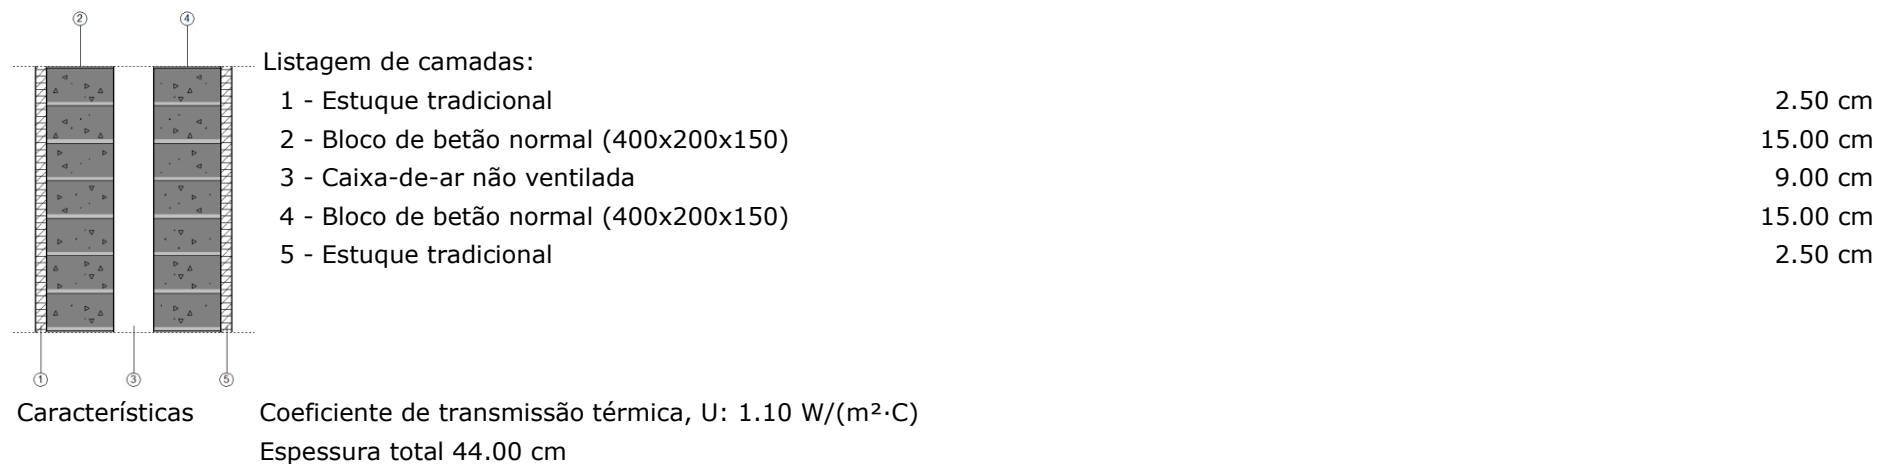 2 4
Listagem de camadas:
1 - Estuque tradicional 2.50 cm
2 - Bloco de betão normal (400x200x150) 15.00 cm
3 - Caixa-de-ar não ventilada 9.00 cm
4 - Bloco de betão normal (400x200x150) 15.00 cm
5 - Estuque tradicional 2.50 cm
1 3 5
Características Coeficiente de transmissão térmica, U: 1.10 W/(m²·C)
Espessura total 44.00 cm